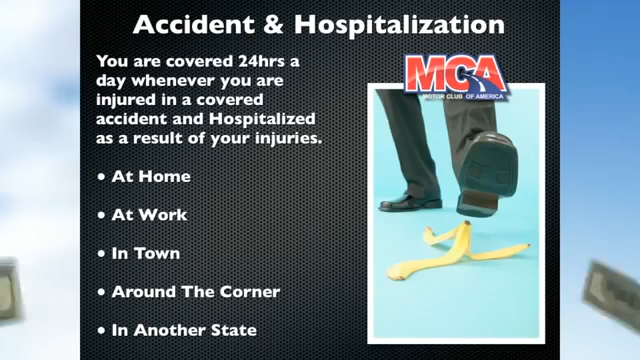 Accident & Hospitalization
You are covered 24hrs a
day whenever you are
injured in a covered
accident and Hospitalized
as a result of your injuries.
• At Home
• At Work
• In Town
• Around The Corner
• In Another State
MCA
MOTOR CLUB OF AMERICA